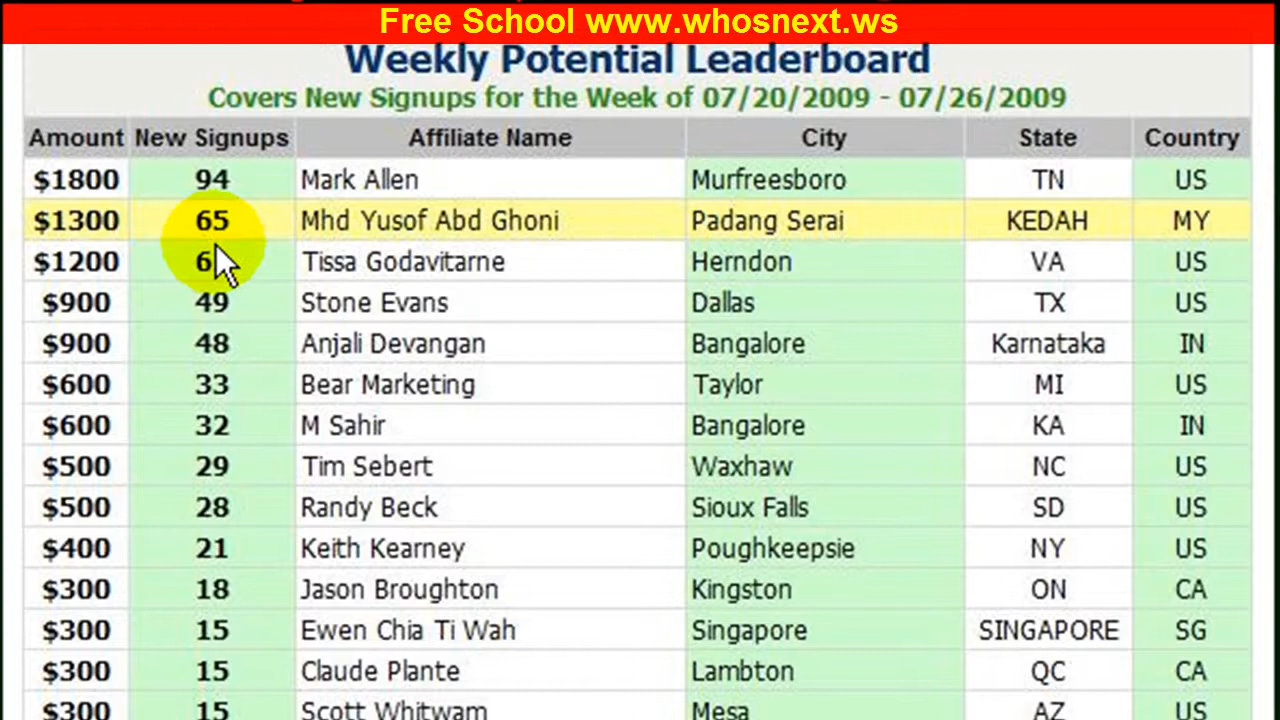 Free School www.whosnext.ws
Weekly Potential Leaderboard
Covers New Signups for the Week of 07/20/2009 - 07/26/2009
Amount New Signups Affiliate Name City State Country
$1800 94 Mark Allen Murfreesboro TN US
$1300 65 Mhd Yusof Abd Ghoni Padang Serai KEDAH MY
$1200 Tissa Godavitarne Herndon VA US
$900 49 Stone Evans Dallas TX US
$900 48 Anjali Devangan Bangalore Karnataka IN
$600 33 Bear Marketing Taylor MI US
$600 32 M Sahir Bangalore KA IN
$500 29 Tim Sebert Waxhaw NC US
$500 28 Randy Beck Sioux Falls SD US
$400 21 Keith Kearney Poughkeepsie NY US
$300 18 Jason Broughton Kingston ON CA
$300 15 Ewen Chia Ti Wah Singapore SINGAPORE SG
$300 15 Claude Plante Lambton QC CA
$300 15 Scott Whitwam Mesa AZ US